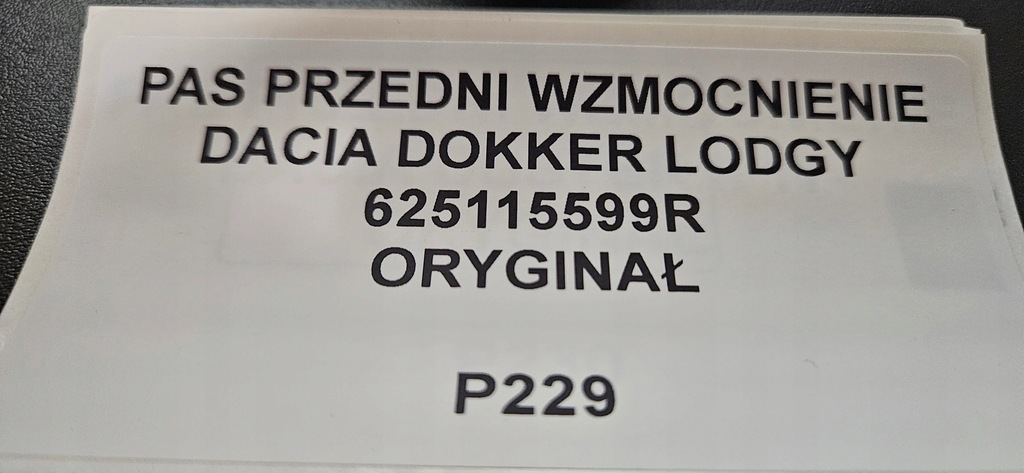 PAS PRZEDNI WZMOCNIENIE
DACIA DOKKER LODGY
625115599R
ORYGINAŁ
P229